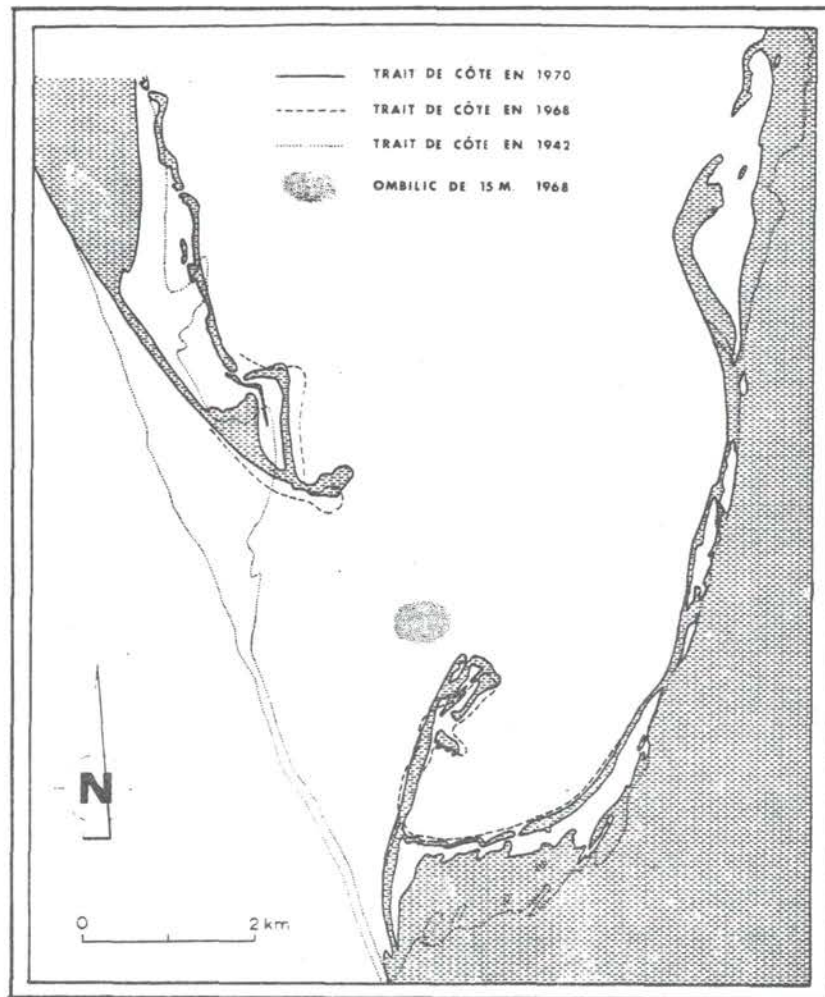 TRAIT DE CÔTE EN 1970
TRAIT DE CÔTE EN 1968
TRAIT DE CÔTE EN 1942
OMBILIC DE 15 M. 1968
N
0 2 km